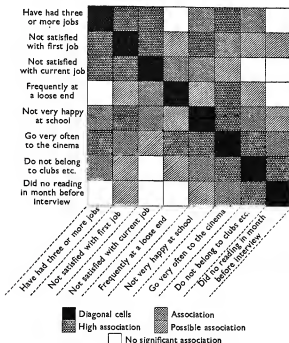 Have had three
or more jobs
Not satisfied
with first job
Not satisfied
with current job
Frequently at
a loose end
Not very happy
at school
Go very often
to the cinema
Do not belong
to clubs etc.
Did no reading
in month before
interview
Have had three or more jobs
Not satisfied with first job
Not satisfied with current job
Frequently at a loose end
Not very happy at school
Go very often to the cinema
Do not belong to clubs etc.
Did no reading in month
before interview
Diagonal cells
Association
High association
Possible association
No significant association